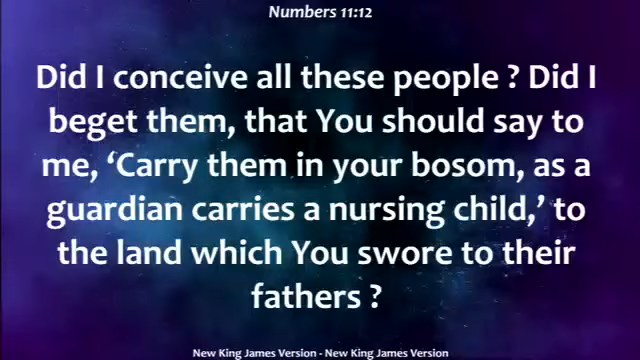 Numbers 11:12
Did I conceive all these people ? Did I
beget them, that You should say to
me, ‘Carry them in your bosom, as a
guardian carries a nursing child,’ to
the land which You swore to their
fathers ?
New King James Version - New King James Version